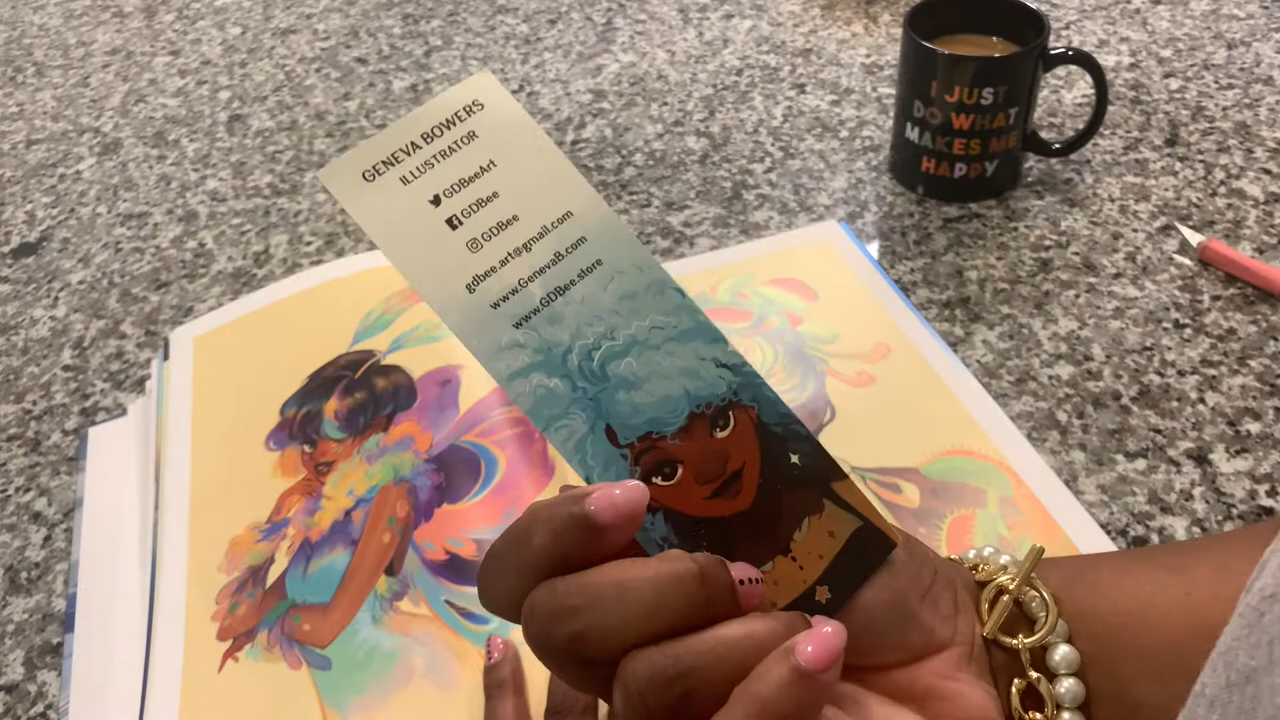 GENEVA BOWERS
ILLUSTRATOR
GDBeeArt
GDBee
GDBee
gdbee.art@gmail.com
www.GenevaB.com
www.GDBee.store
I JUST
DO WHAT
MAKES ME
HAPPY